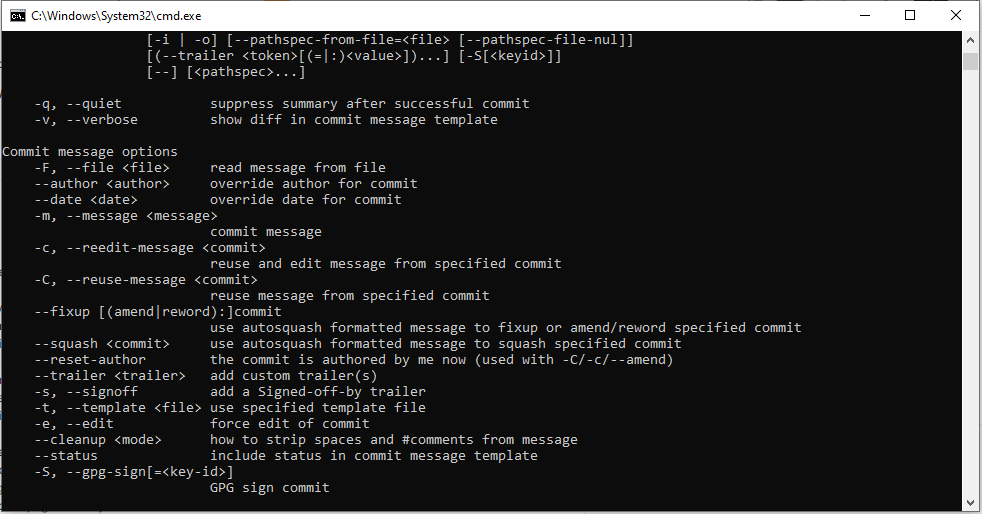 C:\Windows\System32\cmd.exe
[-i | -o] [--pathspec-from-file=<file> [--pathspec-file-nul]]
[(--trailer <token>[(=|:)<value>])...] [-S[<keyid>]]
[--] [<pathspec>...]
-q, --quiet           suppress summary after successful commit
-v, --verbose         show diff in commit message template
Commit message options
-F, --file <file>     read message from file
--author <author>     override author for commit
--date <date>         override date for commit
-m, --message <message>
commit message
-c, --reedit-message <commit>
reuse and edit message from specified commit
-C, --reuse-message <commit>
reuse message from specified commit
--fixup [(amend|reword):]commit
use autosquash formatted message to fixup or amend/reword specified commit
--squash <commit>     use autosquash formatted message to squash specified commit
--reset-author        the commit is authored by me now (used with -C/-c/--amend)
--trailer <trailer>   add custom trailer(s)
-s, --signoff         add a Signed-off-by trailer
-t, --template <file> use specified template file
-e, --edit            force edit of commit
--cleanup <mode>      how to strip spaces and #comments from message
--status              include status in commit message template
-S, --gpg-sign[=<key-id>]
GPG sign commit